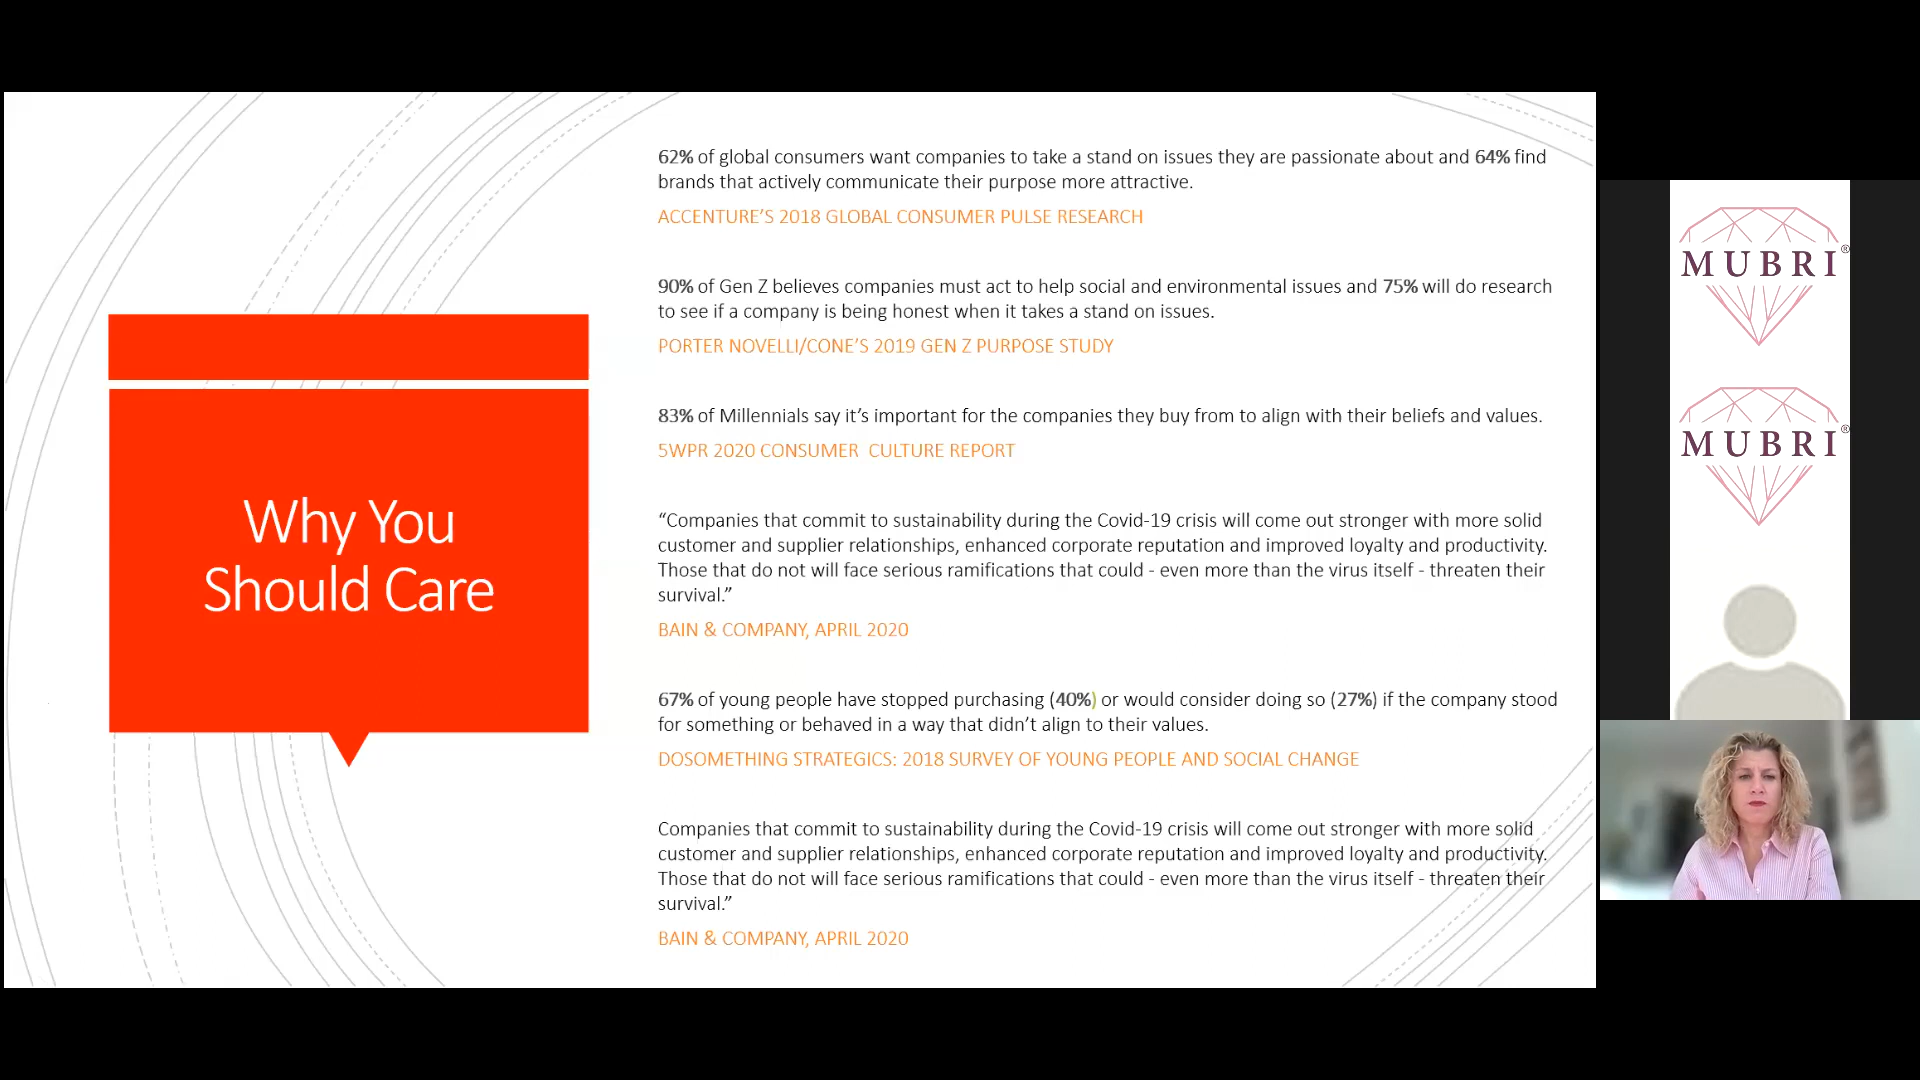 Why You
Should Care
62% of global consumers want companies to take a stand on issues they are passionate about and 64% find
brands that actively communicate their purpose more attractive.
ACCENTURE’S 2018 GLOBAL CONSUMER PULSE RESEARCH
90% of Gen Z believes companies must act to help social and environmental issues and 75% will do research
to see if a company is being honest when it takes a stand on issues.
PORTER NOVELLI/CONE’S 2019 GEN Z PURPOSE STUDY
83% of Millennials say it’s important for the companies they buy from to align with their beliefs and values.
5WPR 2020 CONSUMER  CULTURE REPORT
“Companies that commit to sustainability during the Covid-19 crisis will come out stronger with more solid
customer and supplier relationships, enhanced corporate reputation and improved loyalty and productivity.
Those that do not will face serious ramifications that could - even more than the virus itself - threaten their
survival.”
BAIN & COMPANY, APRIL 2020
67% of young people have stopped purchasing (40%) or would consider doing so (27%) if the company stood
for something or behaved in a way that didn’t align to their values.
DOSOMETHING STRATEGICS: 2018 SURVEY OF YOUNG PEOPLE AND SOCIAL CHANGE
Companies that commit to sustainability during the Covid-19 crisis will come out stronger with more solid
customer and supplier relationships, enhanced corporate reputation and improved loyalty and productivity.
Those that do not will face serious ramifications that could - even more than the virus itself - threaten their
survival.”
BAIN & COMPANY, APRIL 2020
MUBRI®
MUBRI®